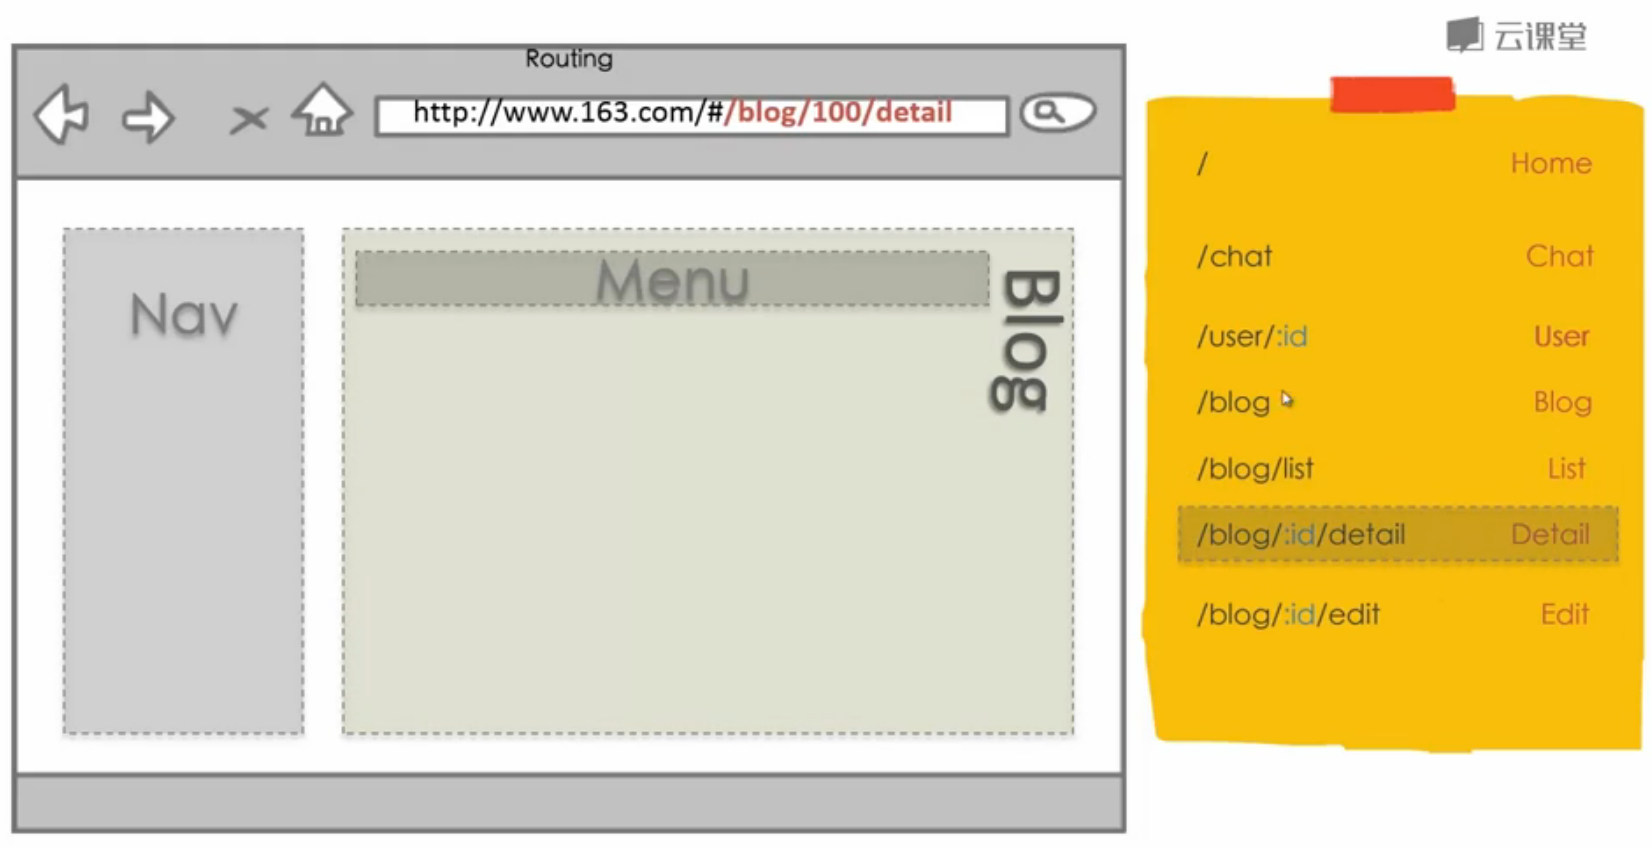 云课堂
Routing
http://www.163.com/#/blog/100/detail
Nav
Menu
Blog
/ Home
/chat Chat
/user/:id User
/blog Blog
/blog/list List
/blog/:id/detail Detail
/blog/:id/edit Edit